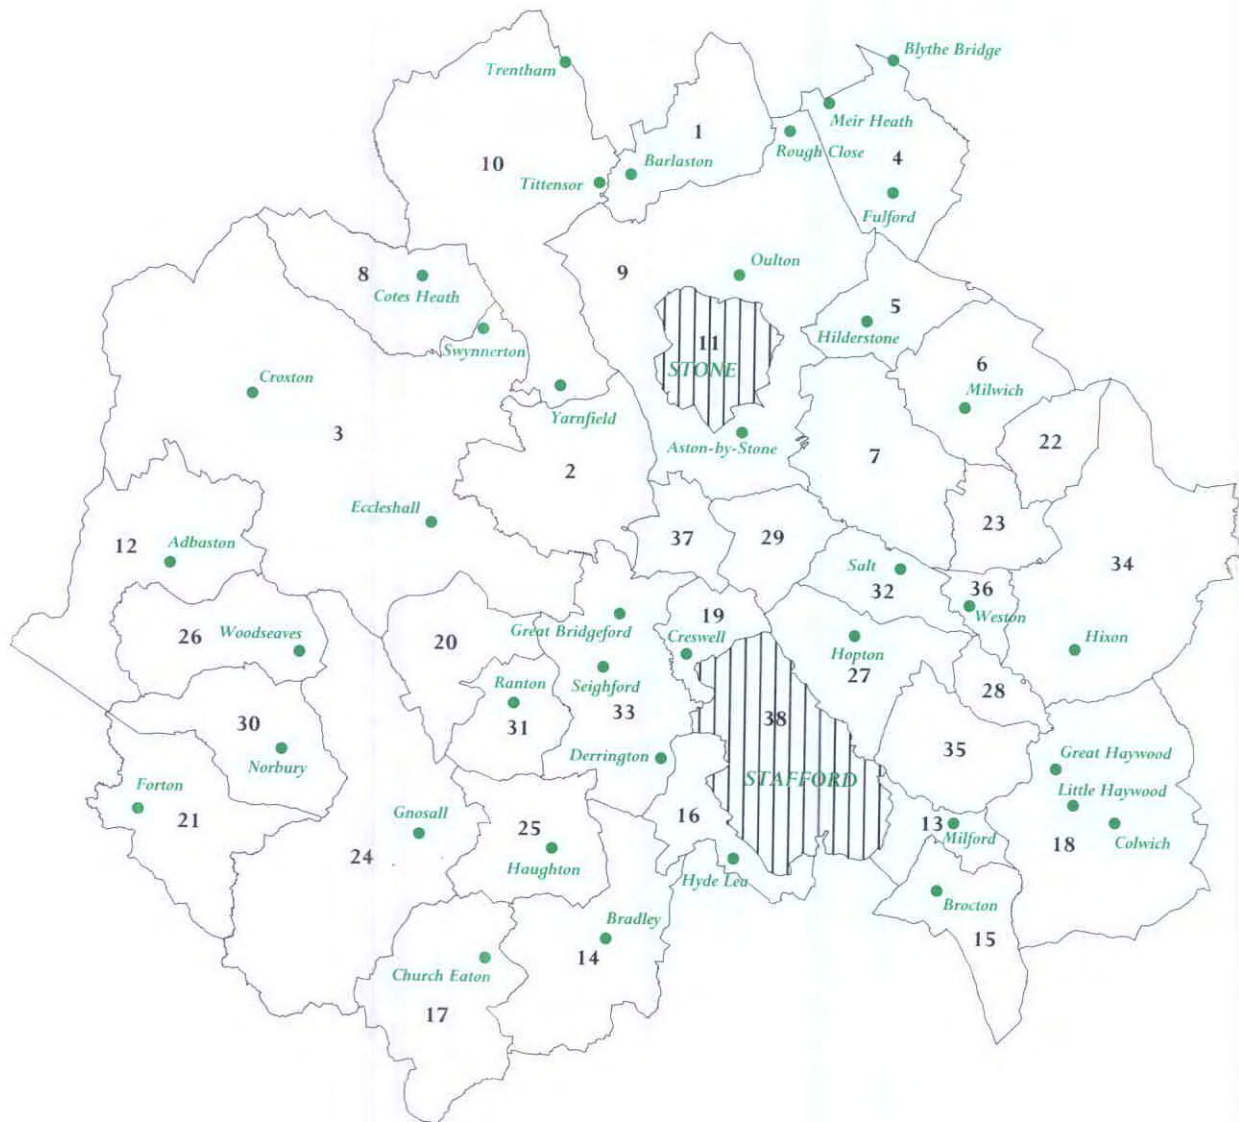 Blythe Bridge
Trentham
Meir Heath
1
Rough Close
4
Barlaston
10
Tittensor
Fulford
8
9
Oulton
Cotes Heath
5
Swynnerton
Hilderstone
11
STONE
6
Croxton
Milwich
Yarnfield
3
Aston-by-Stone
22
7
2
Eccleshall
23
37
29
12
Adbaston
Salt
34
32
36
Weston
19
26
Woodseaves
20
Great Bridgeford
Creswell
Hopton
Hixon
27
Seighford
28
Ranton
30
31
33
38
35
Norbury
Derrington
Great Haywood
STAFFORD
Forton
Little Haywood
21
Gnosall
25
16
13
Milford
18
Colwich
24
Haughton
Hyde Lea
Brocton
Bradley
15
14
Church Eaton
17